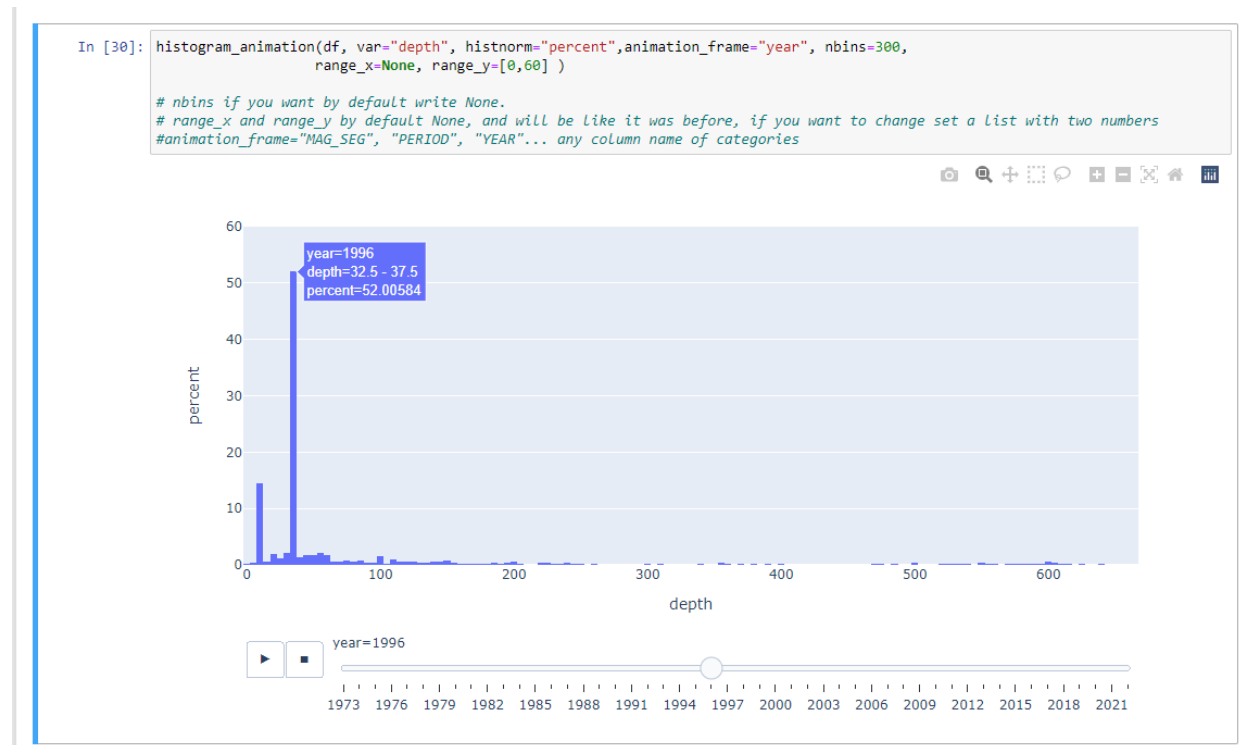 In [30]: histogram_animation(df, var="depth", histnorm="percent",animation_frame="year", nbins=300,
range_x=None, range_y=[0,60] )
# nbins if you want by default write None.
# range_x and range_y by default None, and will be like it was before, if you want to change set a list with two numbers
#animation_frame="MAG_SEG", "PERIOD", "YEAR"... any column name of categories
60
year=1996
depth=32.5 - 37.5
percent=52.00584
50
40
30
20
10
0
percent
0 100 200 300 400 500 600
depth
year=1996
1973 1976 1979 1982 1985 1988 1991 1994 1997 2000 2003 2006 2009 2012 2015 2018 2021